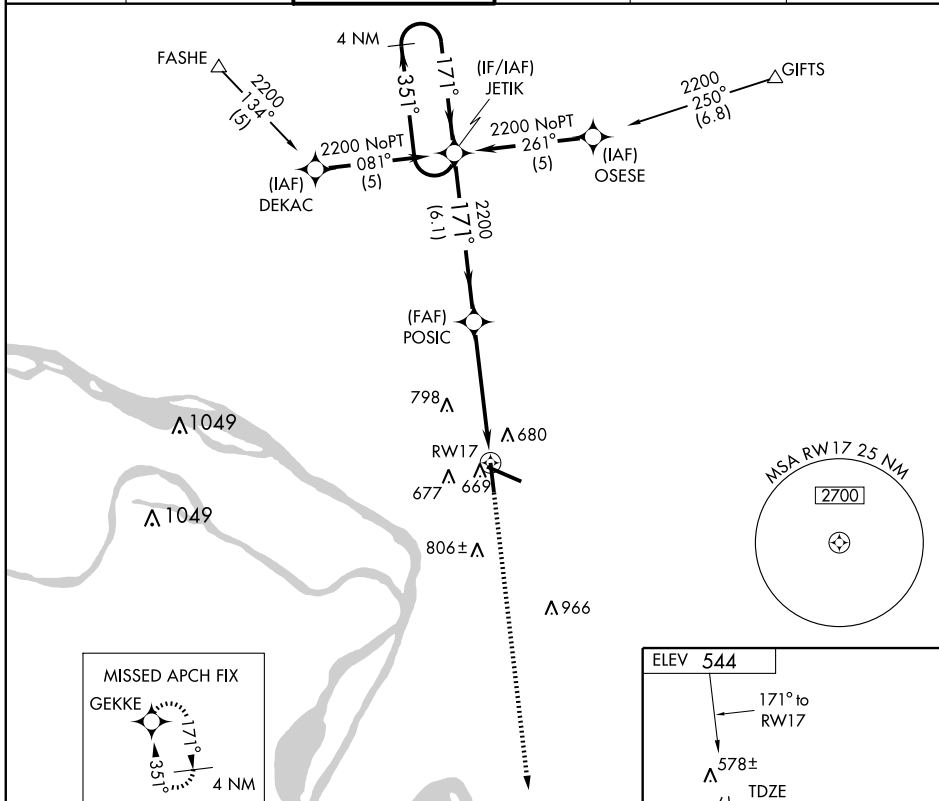 4 NM
FASHE
(IF/IAF)
JETIK
GIFTS
2200
134°
(5)
351°
171°
2200
250°
(6.8)
2200 NoPT
081°
(5)
2200 NoPT
261°
(5)
(IAF)
DEKAC
(IAF)
OSESE
2200
171°
(6.1)
(FAF)
POSIC
798
1049
680
RW17
669
677
1049
806±
966
MSA RW17 25 NM
2700
MISSED APCH FIX
GEKKE
171°
351°
4 NM
ELEV 544
171° to
RW17
578±
TDZE